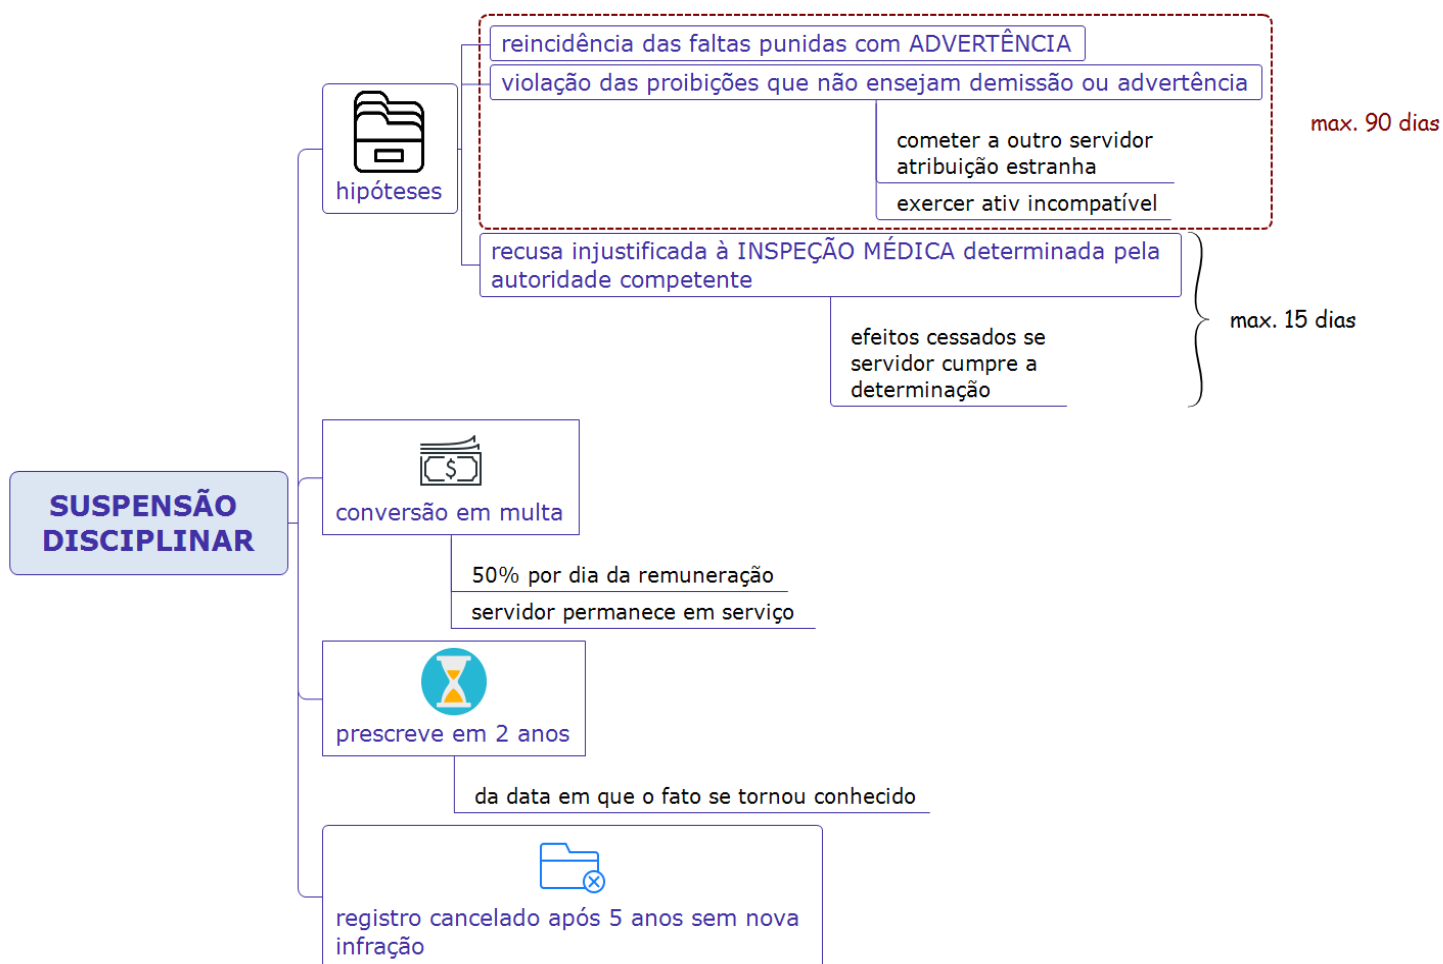 reincidência das faltas punidas com ADVERTÊNCIA
violação das proibições que não ensejam demissão ou advertência
max. 90 dias
cometer a outro servidor
atribuição estranha
hipóteses
exercer ativ incompatível
recusa injustificada à INSPEÇÃO MÉDICA determinada pela
autoridade competente
max. 15 dias
efeitos cessados se
servidor cumpre a
determinação
SUSPENSÃO
DISCIPLINAR
$
conversão em multa
50% por dia da remuneração
servidor permanece em serviço
prescreve em 2 anos
da data em que o fato se tornou conhecido
registro cancelado após 5 anos sem nova
infração